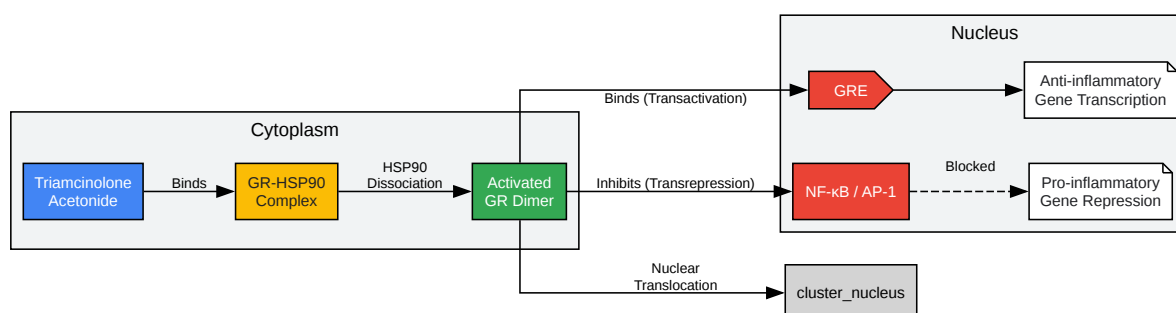 Nucleus
GRE
Anti-inflammatory
Gene Transcription
Binds (Transactivation)
Cytoplasm
Triamcinolone
Acetonide
Binds
GR-HSP90
Complex
HSP90
Dissociation
Activated
GR Dimer
Inhibits (Transrepression)
NF-κB / AP-1
Blocked
Pro-inflammatory
Gene Repression
Nuclear
Translocation
cluster_nucleus